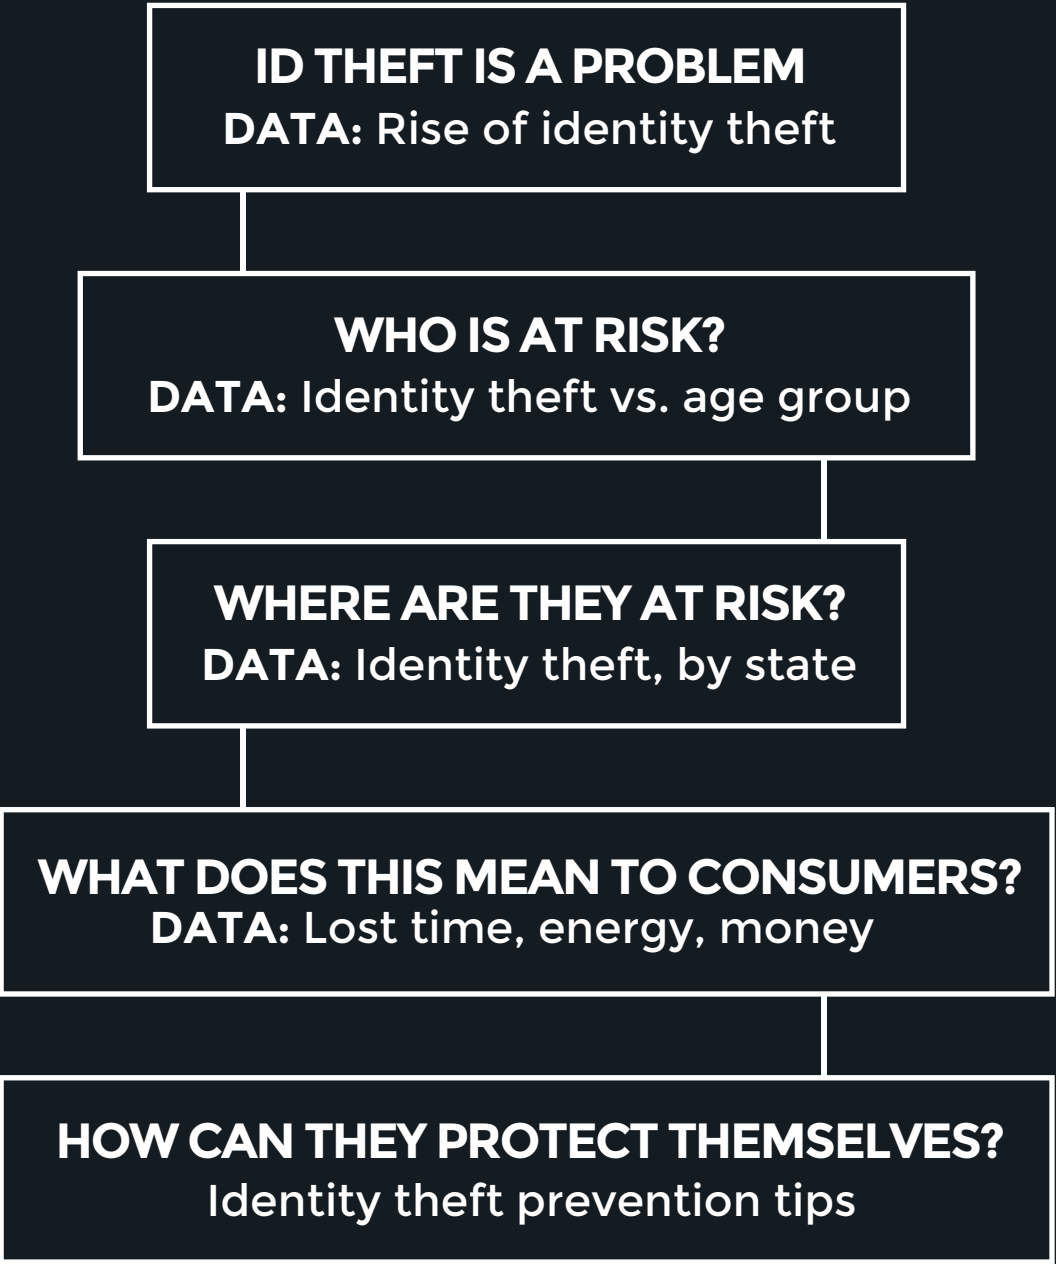 ID THEFT IS A PROBLEM
DATA: Rise of identity theft
WHO IS AT RISK?
DATA: Identity theft vs. age group
WHERE ARE THEY AT RISK?
DATA: Identity theft, by state
WHAT DOES THIS MEAN TO CONSUMERS?
DATA: Lost time, energy, money
HOW CAN THEY PROTECT THEMSELVES?
Identity theft prevention tips